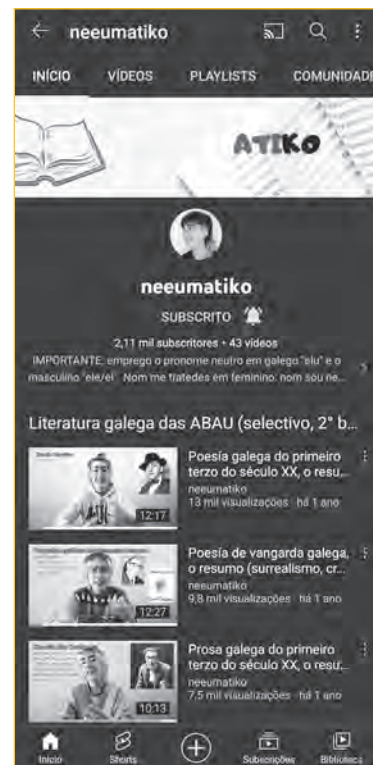 neeumatiko
INÍCIO VÍDEOS PLAYLISTS COMUNIDADE
ATIKO
neeumatiko
SUBSCRITO
2,11 mil subscritores • 43 vídeos
IMPORTANTE: emprego o pronome neutro em galego "elu" e o
masculino "ele/el". Nom me tratedes em feminino: nom sou ne...
Literatura galega das ABAU (selectivo, 2° b...
Poesía galega do primeiro
terzo do século XX, o resu...
neeumatiko
13 mil visualizações · há 1 ano
12:17
Poesía de vangarda galega,
o resumo (surrealismo, cr...
neeumatiko
9,8 mil visualizações · há 1 ano
12:27
Prosa galega do primeiro
terzo do século XX, o resu...
neeumatiko
7,5 mil visualizações · há 1 ano
10:13
Início Shorts Subscrições Biblioteca